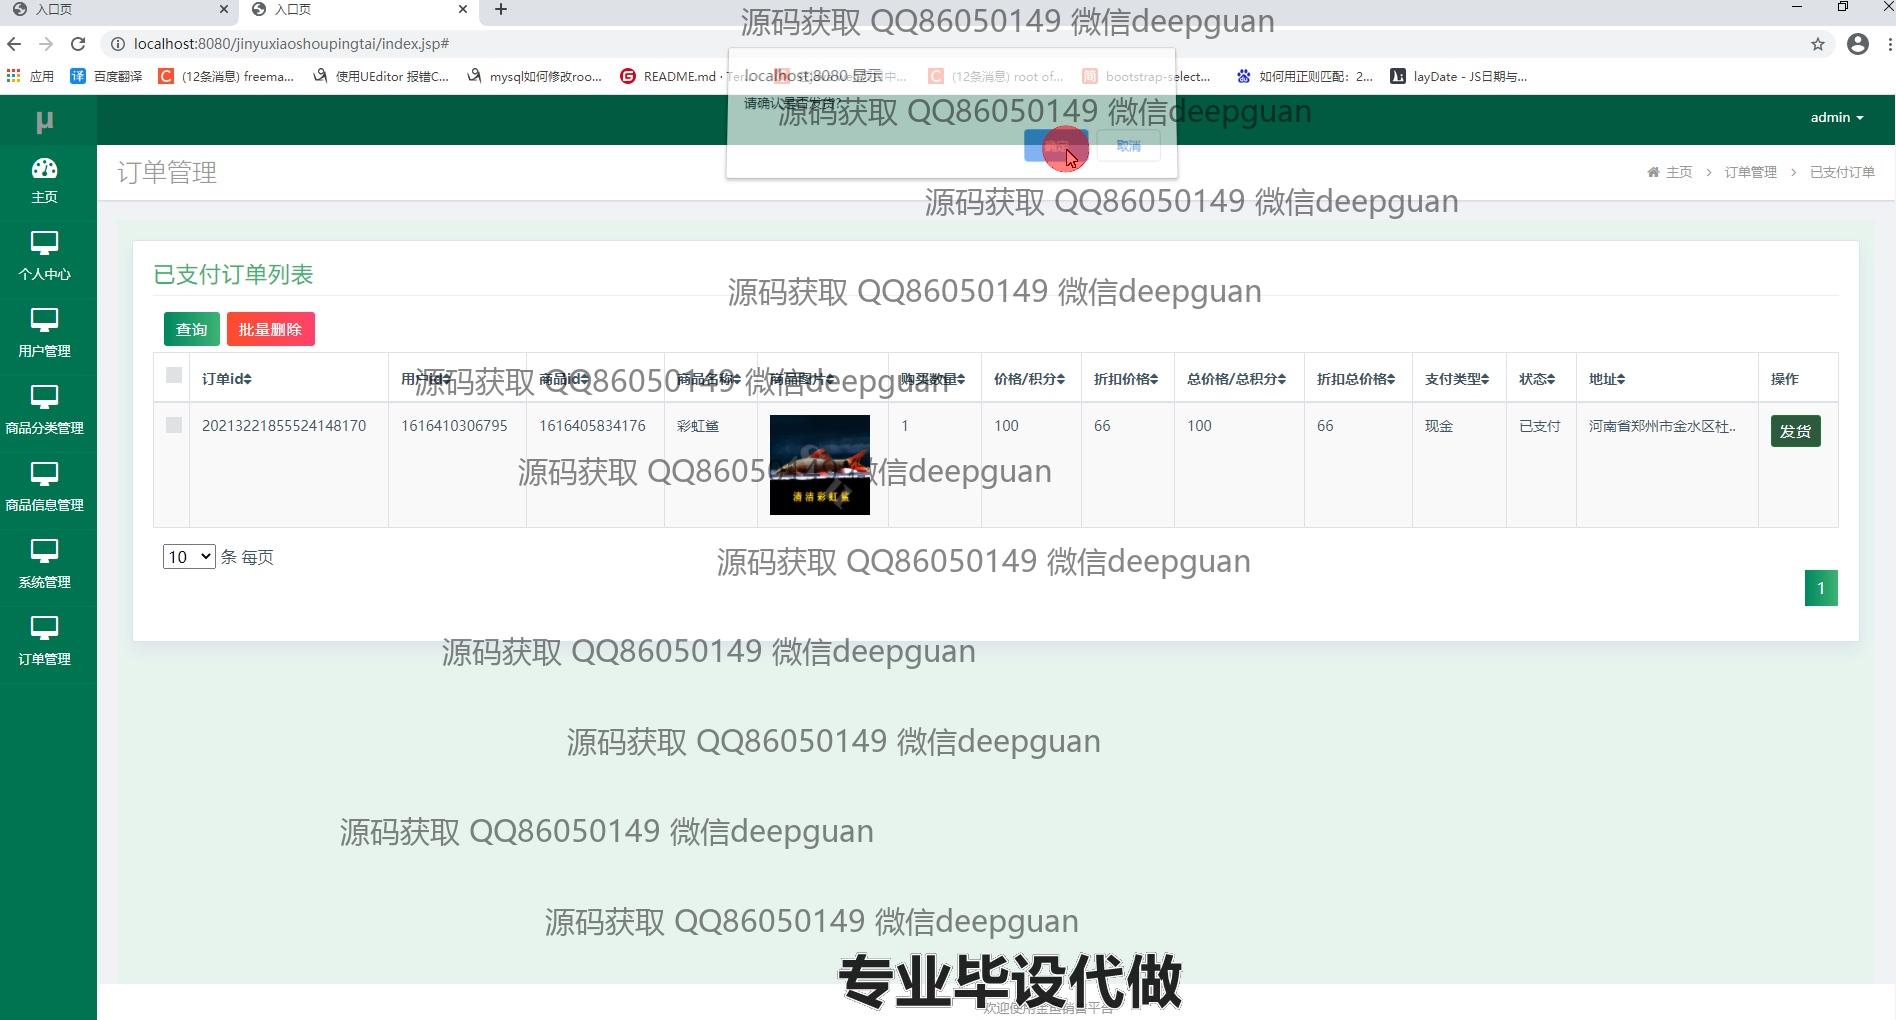 入口页
入口页
localhost:8080/jinyuxiaoshoupingtai/index.jsp#
应用 百度翻译 (12条消息) freema... 使用UEditor 报错C... mysql如何修改roo... README.md · (12条消息) root of... bootstrap-select... 如何用正则匹配：2... layDate - JS日期与...
源码获取 QQ86050149 微信deepguan
localhost:8080 显示
请确认是否发货?
确定 取消
源码获取 QQ86050149 微信deepguan
μ
admin
订单管理
主页 > 订单管理 > 已支付订单
源码获取 QQ86050149 微信deepguan
主页
个人中心
用户管理
商品分类管理
商品信息管理
系统管理
订单管理
已支付订单列表
源码获取 QQ86050149 微信deepguan
查询 批量删除
订单id 用户id 商品id 商品名称 商品图片 购买数量 价格/积分 折扣价格 总价格/总积分 折扣总价格 支付类型 状态 地址 操作
源码获取 QQ86050149 微信deepguan
20213221855524148170 1616410306795 1616405834176 彩虹鲨 1 100 66 100 66 现金 已支付 河南省郑州市金水区杜.. 发货
清洁彩虹鲨
源码获取 QQ86050149 微信deepguan
10 条 每页
源码获取 QQ86050149 微信deepguan
1
源码获取 QQ86050149 微信deepguan
源码获取 QQ86050149 微信deepguan
源码获取 QQ86050149 微信deepguan
源码获取 QQ86050149 微信deepguan
专业毕设代做
欢迎使用金鱼销售平台